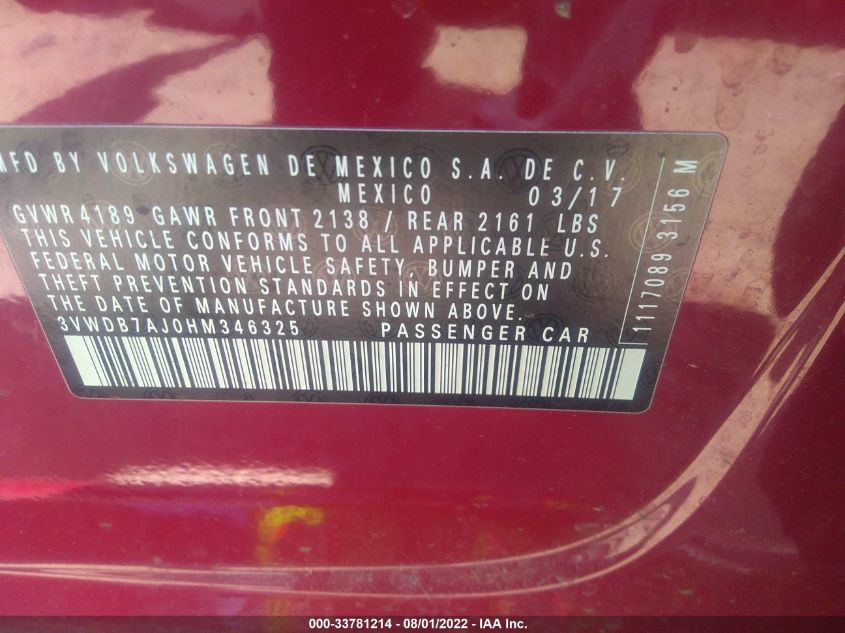 MFD BY VOLKSWAGEN DE MEXICO S.A. DE C.V.
MEXICO 03/17
GVWR4189 GAWR FRONT 2138 / REAR 2161 LBS
THIS VEHICLE CONFORMS TO ALL APPLICABLE U.S.
FEDERAL MOTOR VEHICLE SAFETY, BUMPER AND
THEFT PREVENTION STANDARDS IN EFFECT ON
THE DATE OF MANUFACTURE SHOWN ABOVE.
3VWDB7AJ0HM346325 PASSENGER CAR
1117089 3156 M
000-33781214 - 08/01/2022 - IAA Inc.